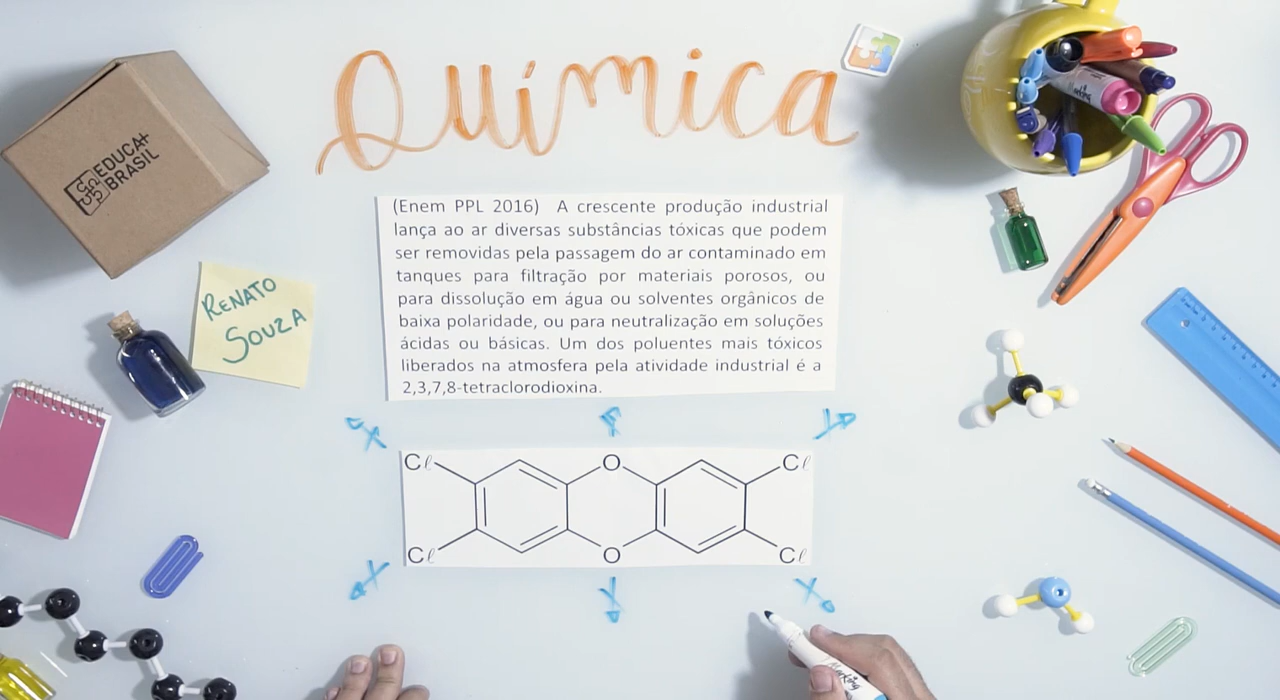 Química
EDUCA+
BRASIL
RENATO
SOUZA
(Enem PPL 2016) A crescente produção industrial
lança ao ar diversas substâncias tóxicas que podem
ser removidas pela passagem do ar contaminado em
tanques para filtração por materiais porosos, ou
para dissolução em água ou solventes orgânicos de
baixa polaridade, ou para neutralização em soluções
ácidas ou básicas. Um dos poluentes mais tóxicos
liberados na atmosfera pela atividade industrial é a
2,3,7,8-tetraclorodioxina.
Cℓ O Cℓ
Cℓ O Cℓ